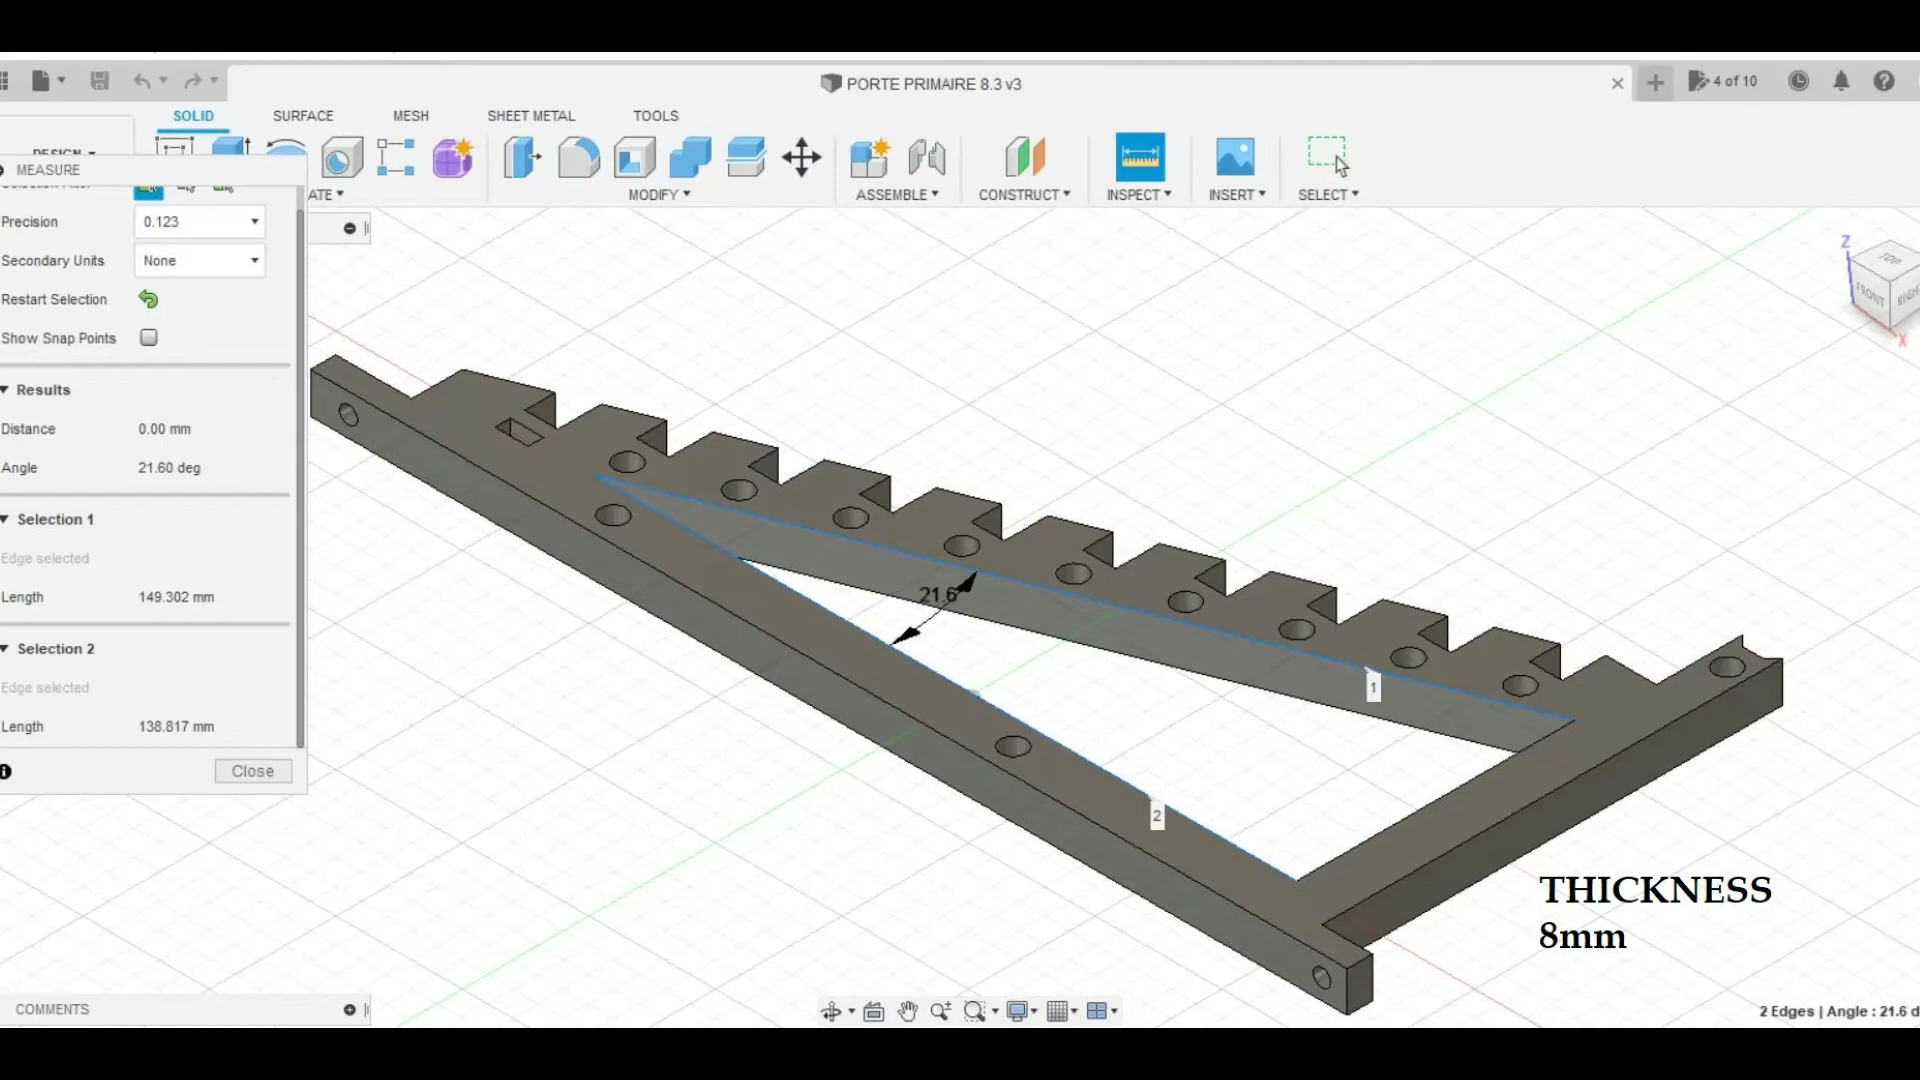 PORTE PRIMAIRE 8.3 v3
4 of 10
SOLID SURFACE MESH SHEET METAL TOOLS
MEASURE
ATE MODIFY ASSEMBLE CONSTRUCT INSPECT INSERT SELECT
Precision 0.123
Secondary Units None
Restart Selection
Show Snap Points
Results
Distance 0.00 mm
Angle 21.60 deg
Selection 1
Edge selected
Length 149.302 mm
Selection 2
Edge selected
Length 138.817 mm
Close
Z
TOP
FRONT
RIGH
X
21.6
1
2
THICKNESS
8mm
COMMENTS
2 Edges | Angle : 21.6 d